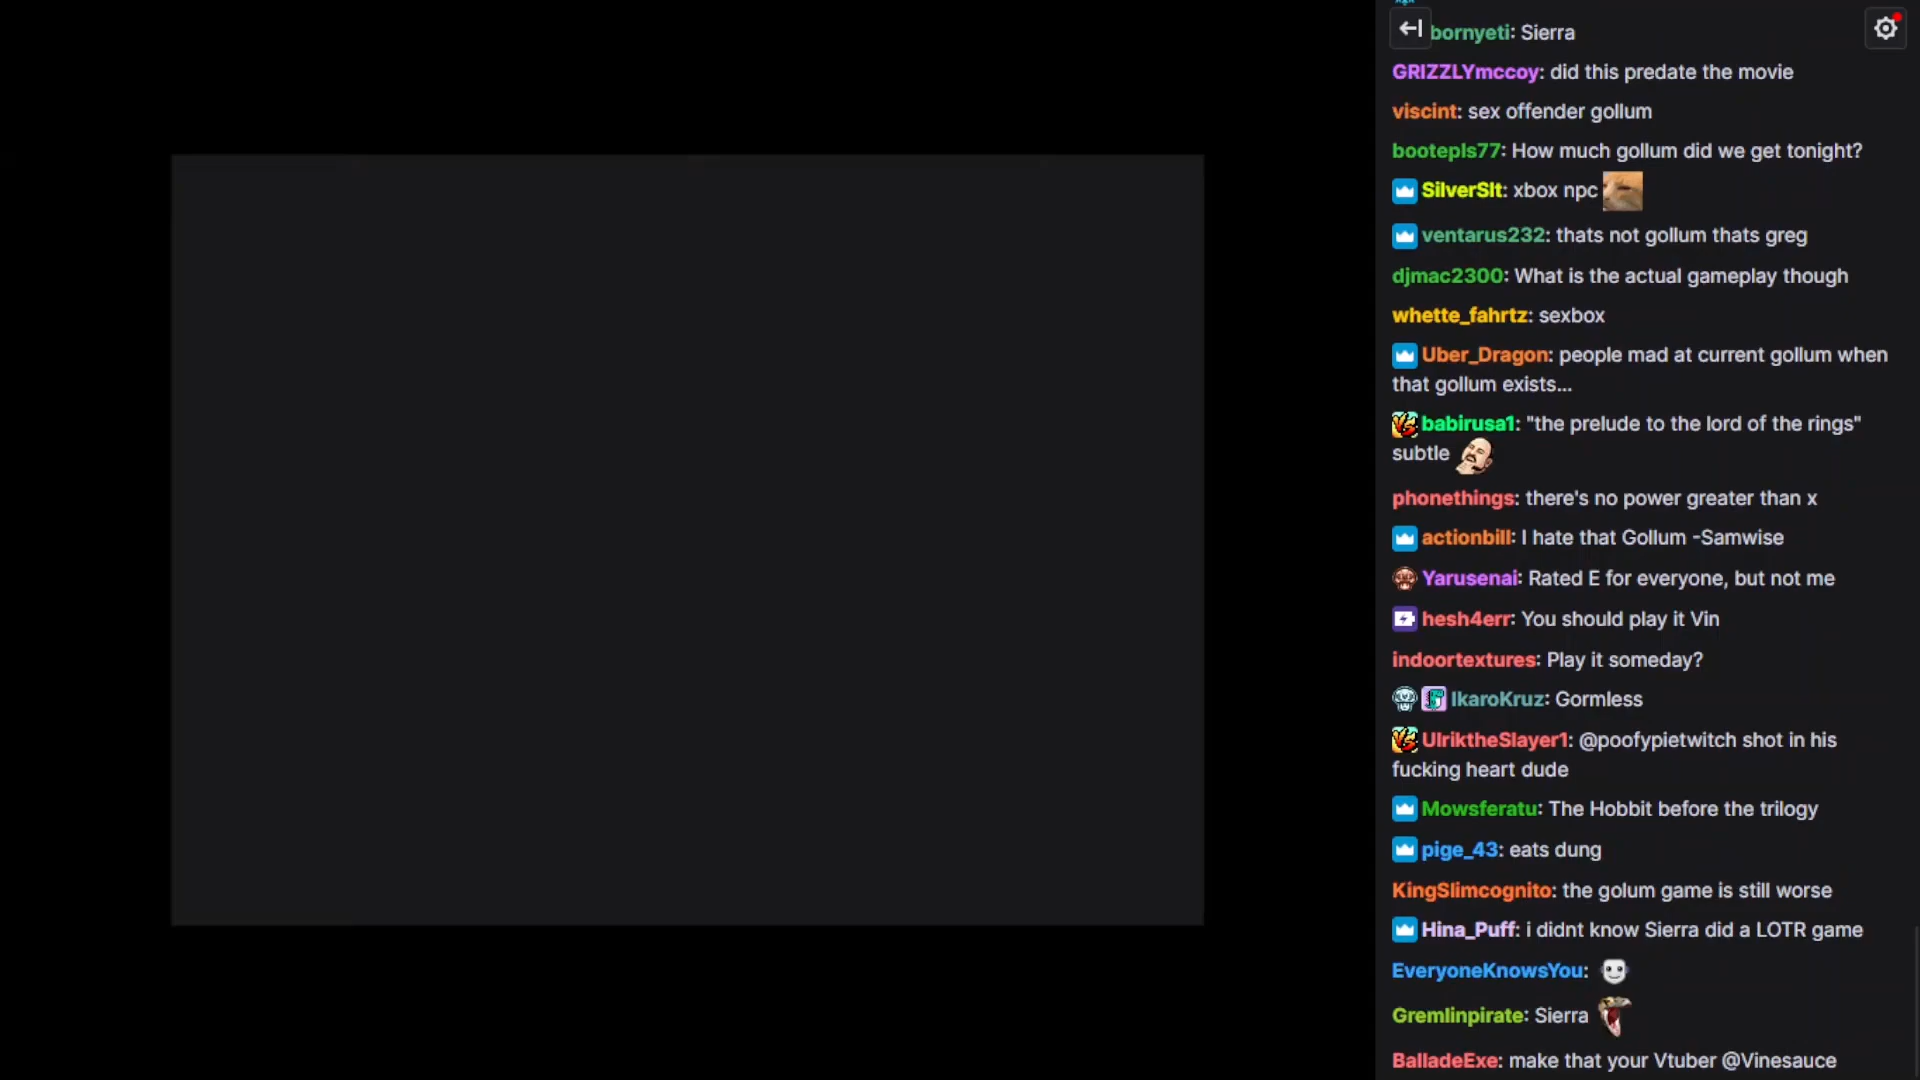 bornyeti: Sierra
GRIZZLYmccoy: did this predate the movie
viscint: sex offender gollum
bootepls77: How much gollum did we get tonight?
SilverSlt: xbox npc
ventarus232: thats not gollum thats greg
djmac2300: What is the actual gameplay though
whette_fahrtz: sexbox
Uber_Dragon: people mad at current gollum when
that gollum exists...
babirusa1: "the prelude to the lord of the rings"
subtle
phonethings: there's no power greater than x
actionbill: I hate that Gollum -Samwise
Yarusenai: Rated E for everyone, but not me
hesh4err: You should play it Vin
indoortextures: Play it someday?
IkaroKruz: Gormless
UlriktheSlayer1: @poofypietwitch shot in his
fucking heart dude
Mowsferatu: The Hobbit before the trilogy
pige_43: eats dung
KingSlimcognito: the golum game is still worse
Hina_Puff: i didnt know Sierra did a LOTR game
EveryoneKnowsYou:
Gremlinpirate: Sierra
BalladeExe: make that your Vtuber @Vinesauce